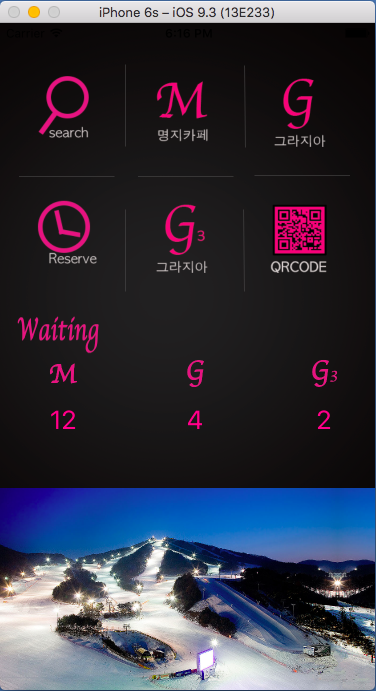 iPhone 6s – iOS 9.3 (13E233)
Carrier 6:16 PM
M G
search 명지카페 그라지아
G3
Reserve 그라지아 QRCODE
Waiting
M G G3
12 4 2